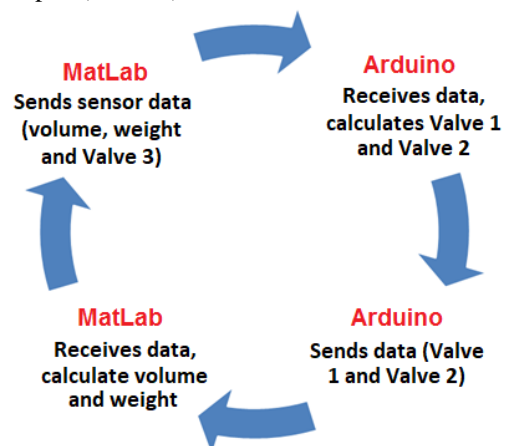 MatLab
Sends sensor data
(volume, weight
and Valve 3)
Arduino
Receives data,
calculates Valve 1
and Valve 2
Arduino
Sends data (Valve
1 and Valve 2)
MatLab
Receives data,
calculate volume
and weight